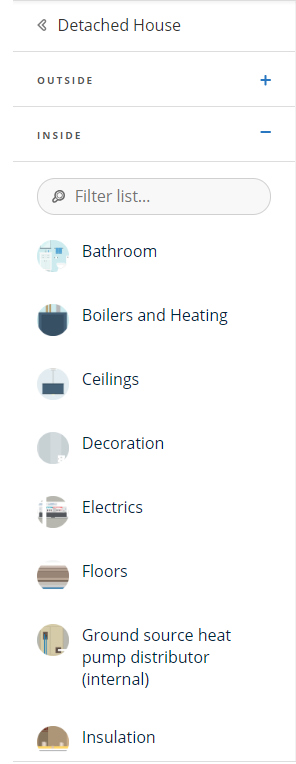 Detached House
OUTSIDE
INSIDE
Filter list...
Bathroom
Boilers and Heating
Ceilings
Decoration
Electrics
Floors
Ground source heat
pump distributor
(internal)
Insulation